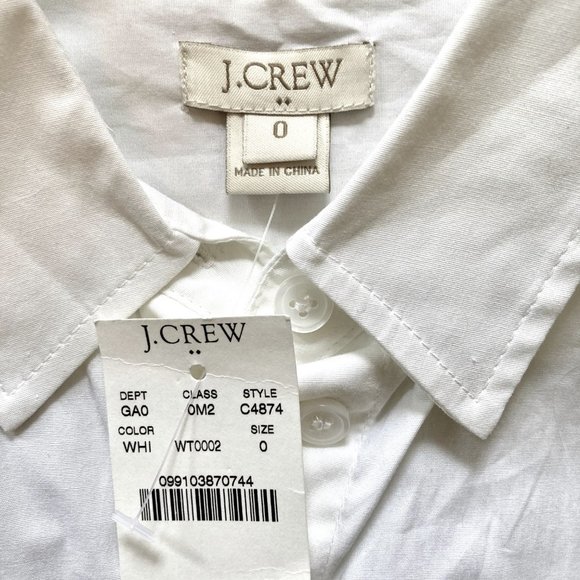 J.CREW
0
MADE IN CHINA
J.CREW
DEPT CLASS STYLE
GA0 0M2 C4874
COLOR SIZE
WHI WT0002 0
099103870744